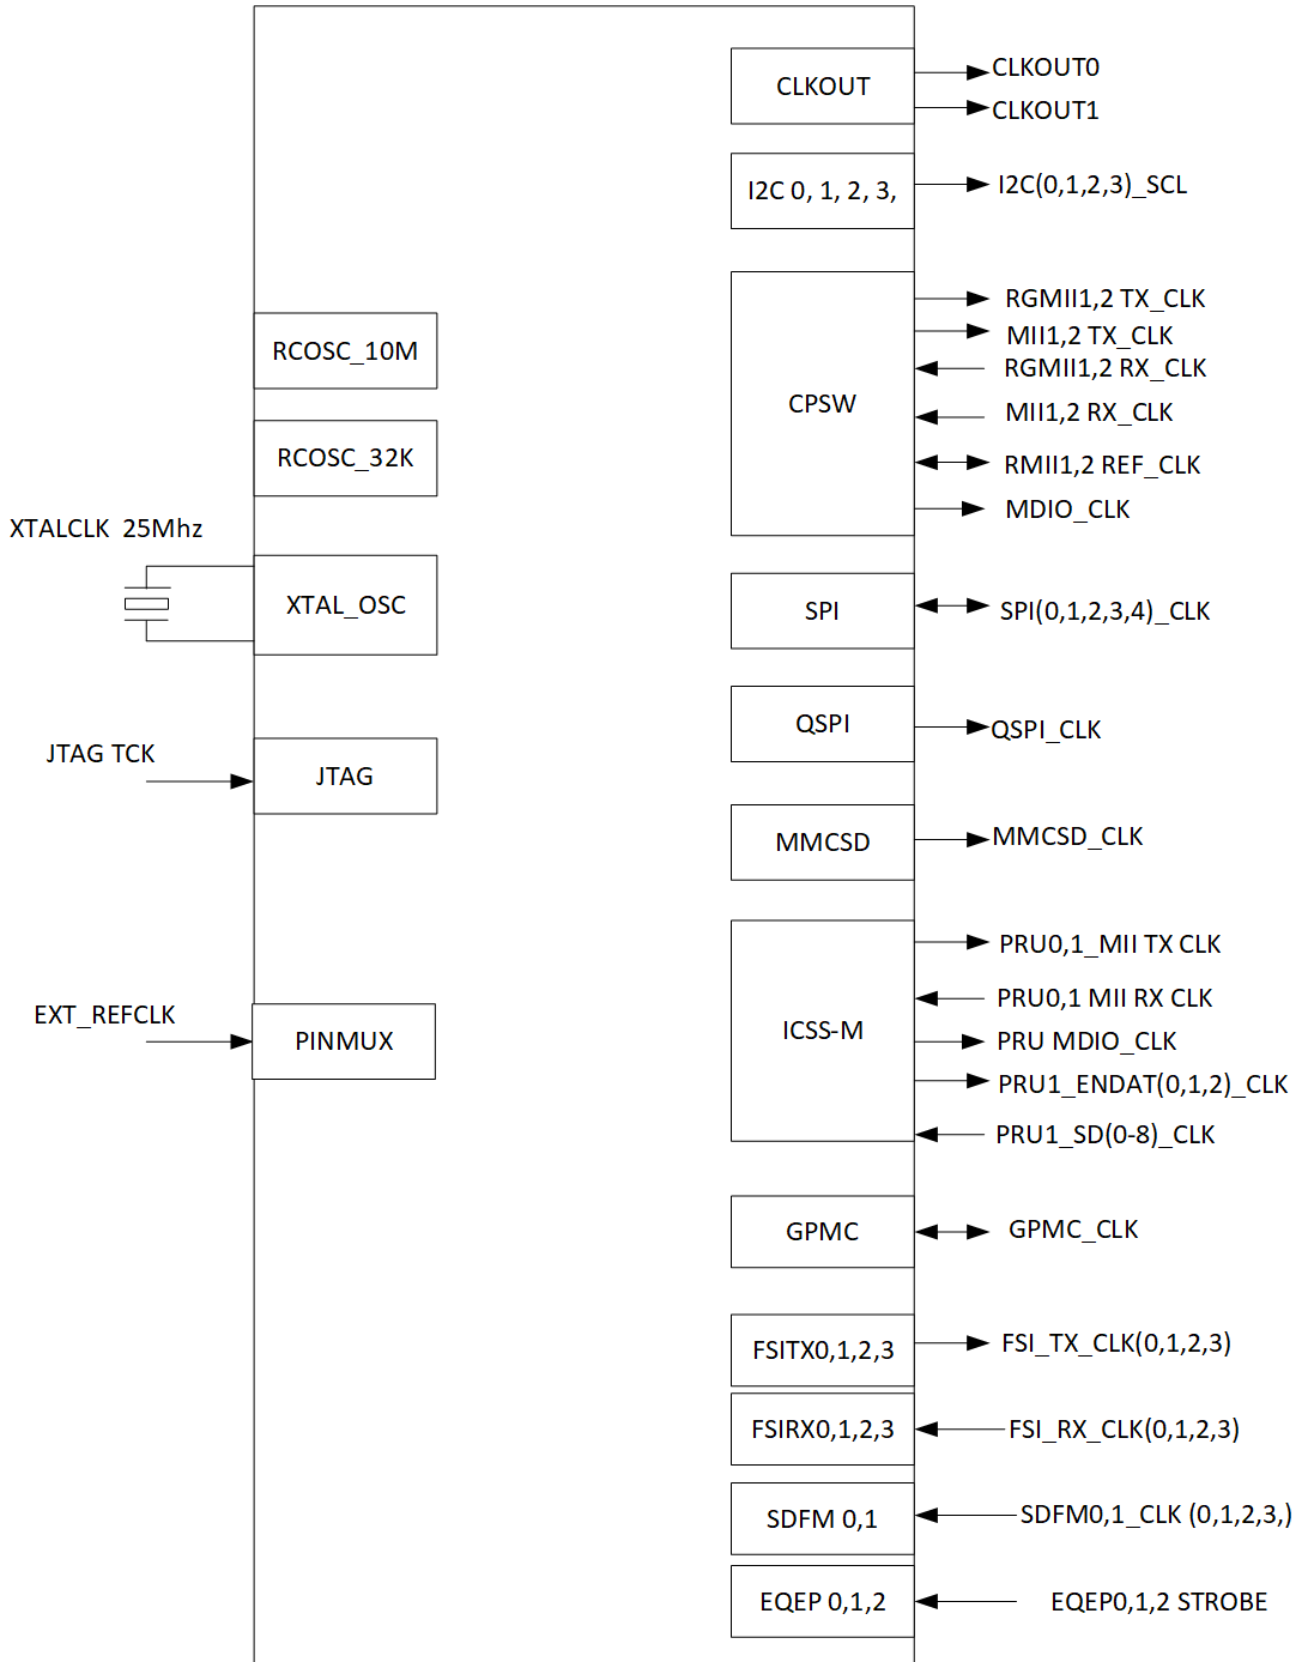 CLKOUT
CLKOUT0
CLKOUT1
I2C 0, 1, 2, 3,
I2C(0,1,2,3)_SCL
RCOSC_10M
RCOSC_32K
XTALCLK 25Mhz
XTAL_OSC
JTAG TCK
JTAG
EXT_REFCLK
PINMUX
CPSW
RGMII1,2 TX_CLK
MII1,2 TX_CLK
RGMII1,2 RX_CLK
MII1,2 RX_CLK
RMII1,2 REF_CLK
MDIO_CLK
SPI
SPI(0,1,2,3,4)_CLK
QSPI
QSPI_CLK
MMCSD
MMCSD_CLK
ICSS-M
PRU0,1_MII TX CLK
PRU0,1 MII RX CLK
PRU MDIO_CLK
PRU1_ENDAT(0,1,2)_CLK
PRU1_SD(0-8)_CLK
GPMC
GPMC_CLK
FSITX0,1,2,3
FSI_TX_CLK(0,1,2,3)
FSIRX0,1,2,3
FSI_RX_CLK(0,1,2,3)
SDFM 0,1
SDFM0,1_CLK (0,1,2,3,)
EQEP 0,1,2
EQEP0,1,2 STROBE